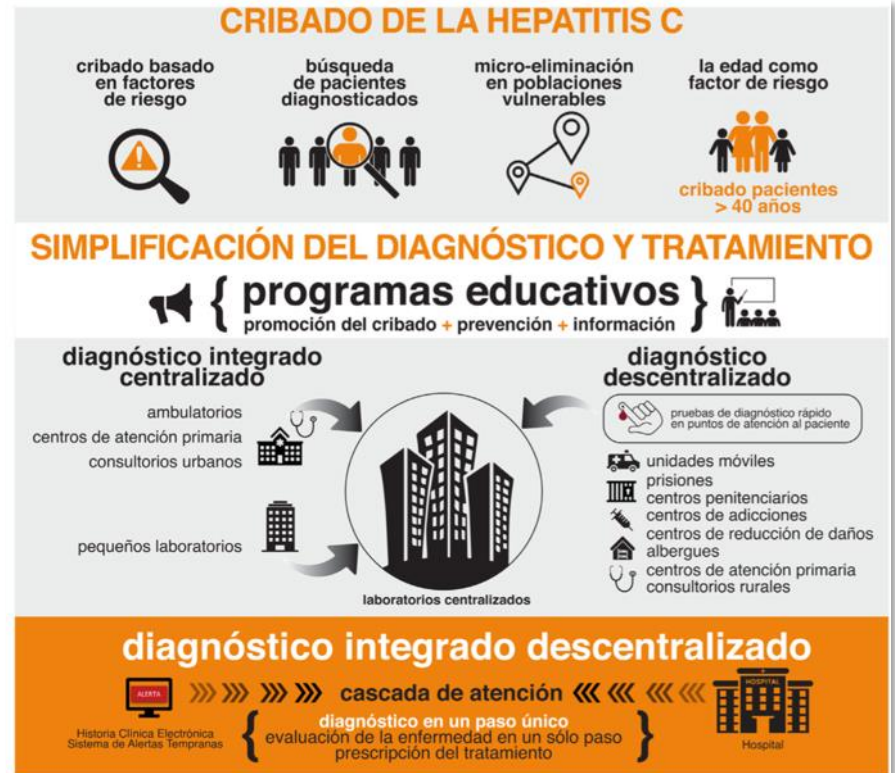 CRIBADO DE LA HEPATITIS C
cribado basado
en factores
de riesgo
búsqueda
de pacientes
diagnosticados
micro-eliminación
en poblaciones
vulnerables
la edad como
factor de riesgo
cribado pacientes
> 40 años
SIMPLIFICACIÓN DEL DIAGNÓSTICO Y TRATAMIENTO
{ programas educativos }
promoción del cribado + prevención + información
diagnóstico integrado
centralizado
ambulatorios
centros de atención primaria
consultorios urbanos
pequeños laboratorios
laboratorios centralizados
diagnóstico
descentralizado
pruebas de diagnóstico rápido
en puntos de atención al paciente
unidades móviles
prisiones
centros penitenciarios
centros de adicciones
centros de reducción de daños
albergues
centros de atención primaria
consultorios rurales
diagnóstico integrado descentralizado
ALERTA
Historia Clínica Electrónica
Sistema de Alertas Tempranas
cascada de atención
diagnóstico en un paso único
evaluación de la enfermedad en un sólo paso
prescripción del tratamiento
HOSPITAL
Hospital